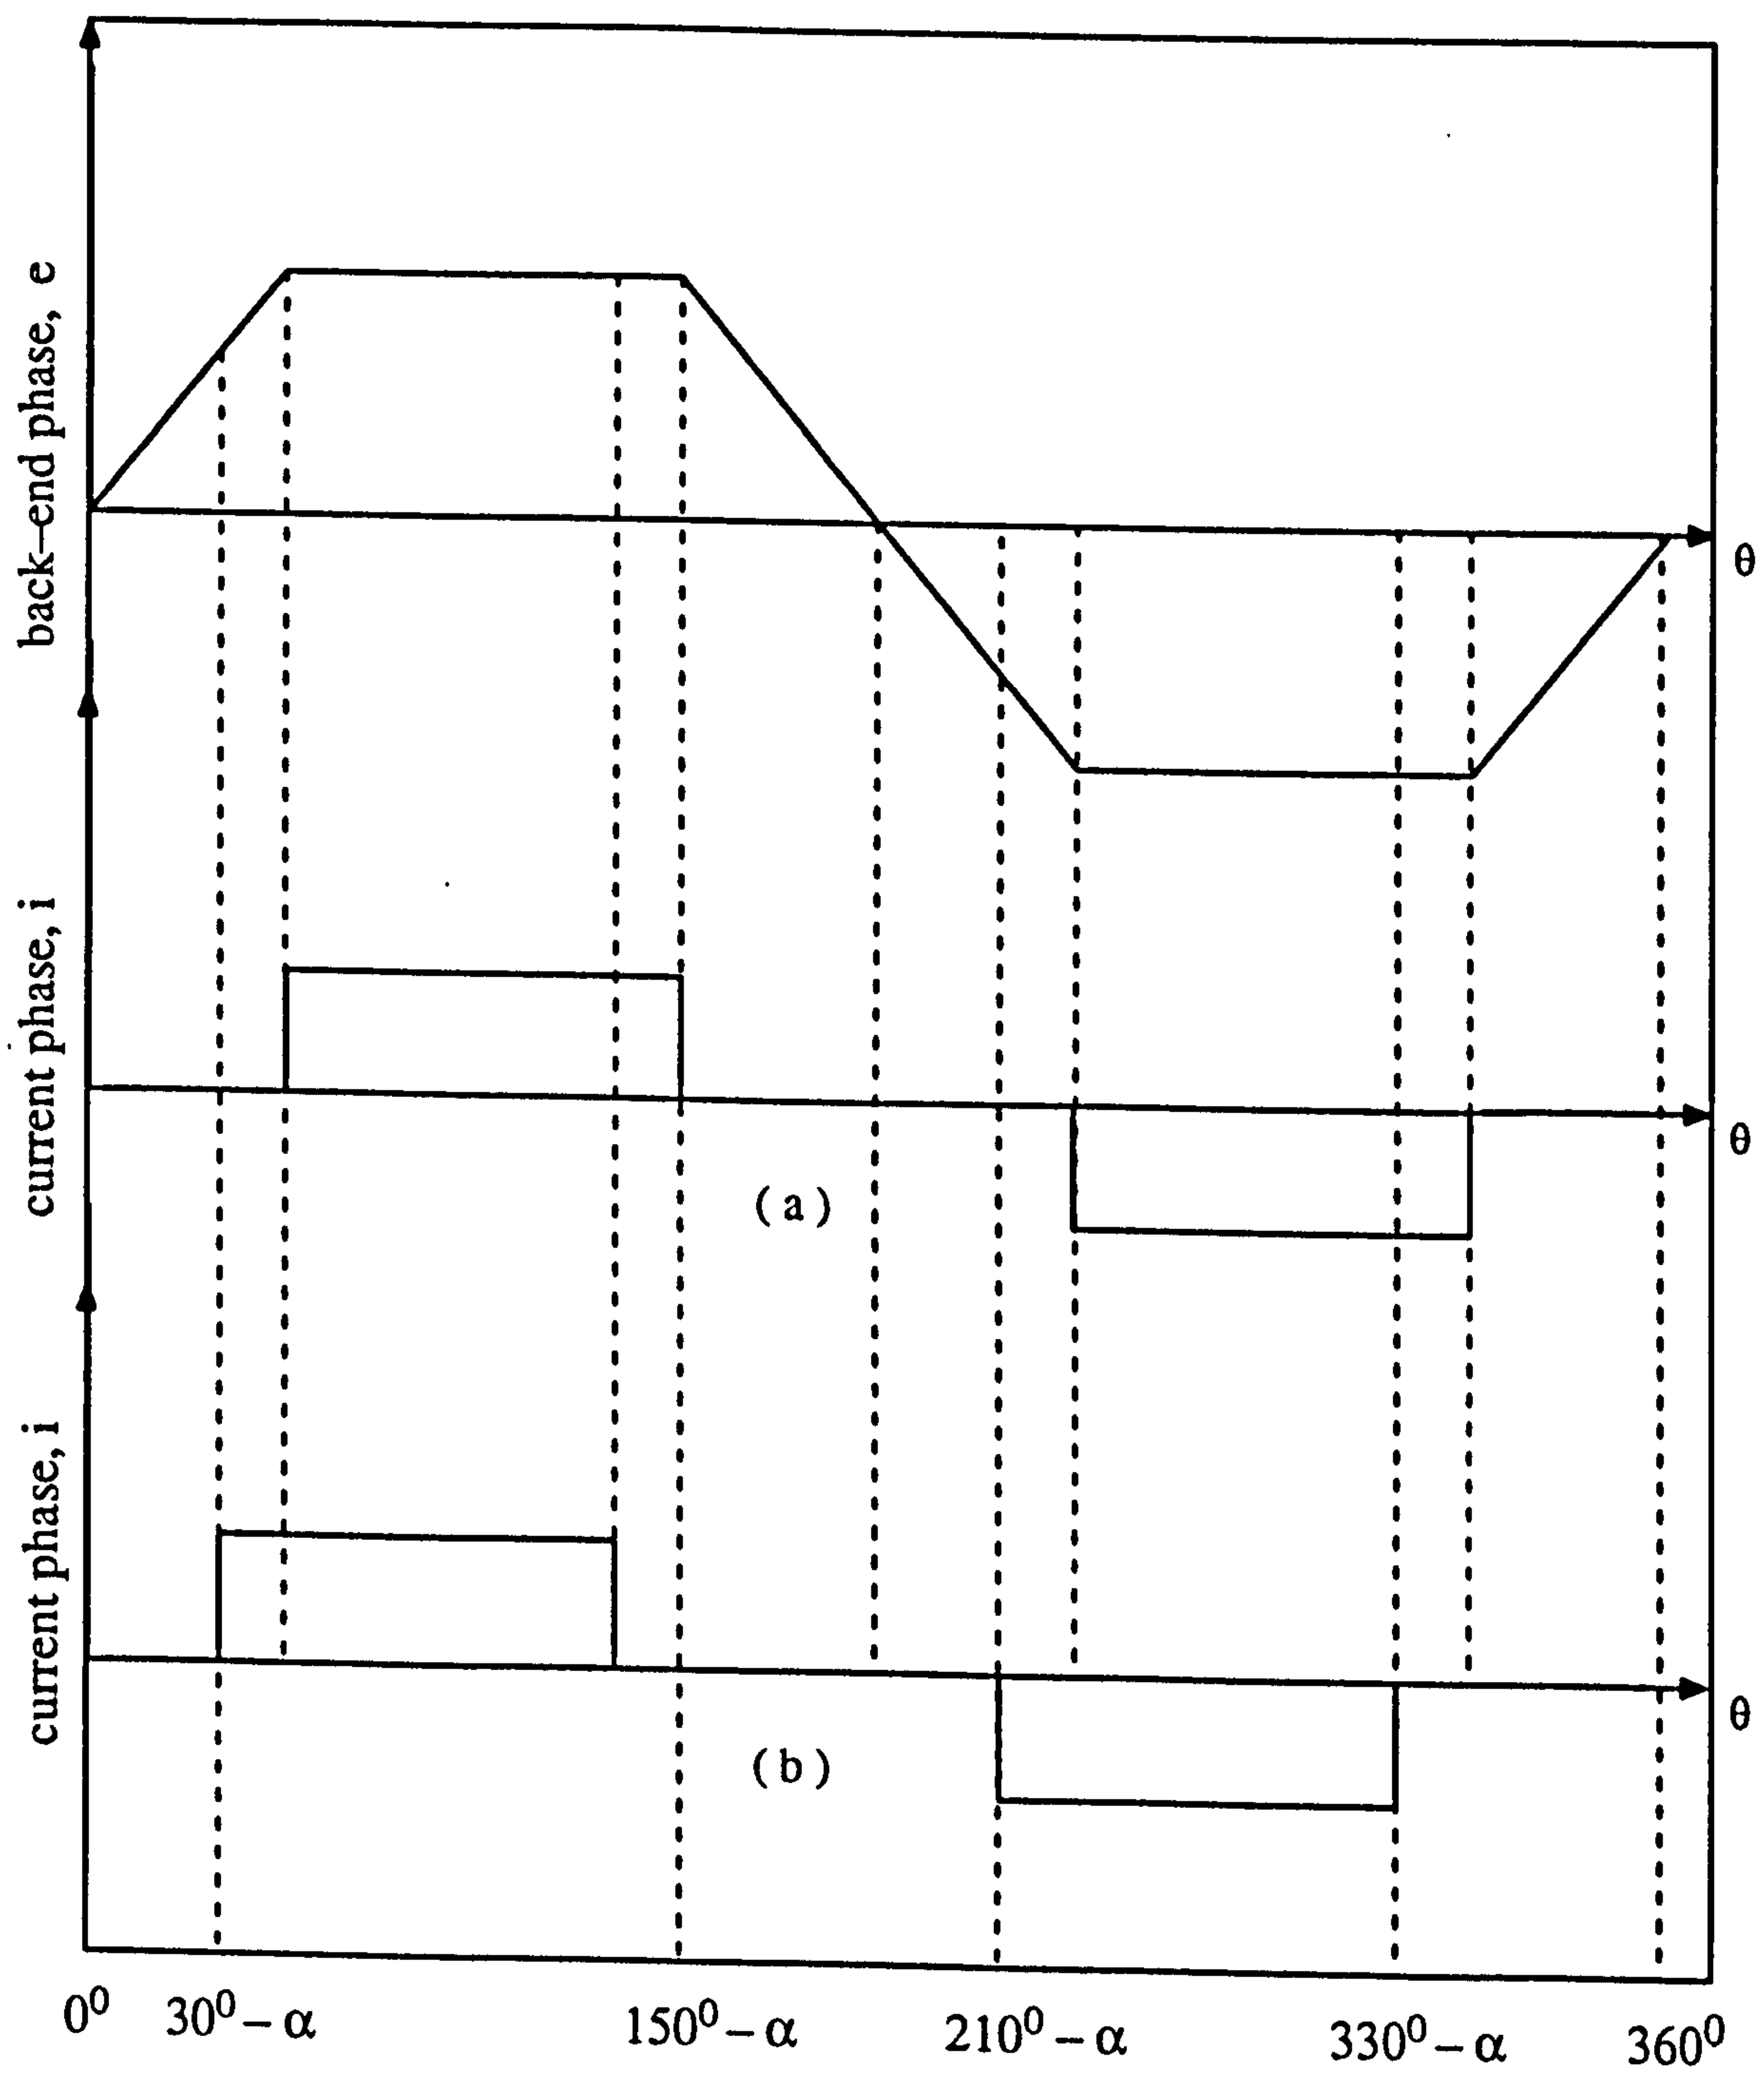 back–end phase, e
θ
current phase, i
θ
(a)
current phase, i
θ
(b)
0⁰ 30⁰ – α 150⁰ – α 210⁰ – α 330⁰ – α 360⁰